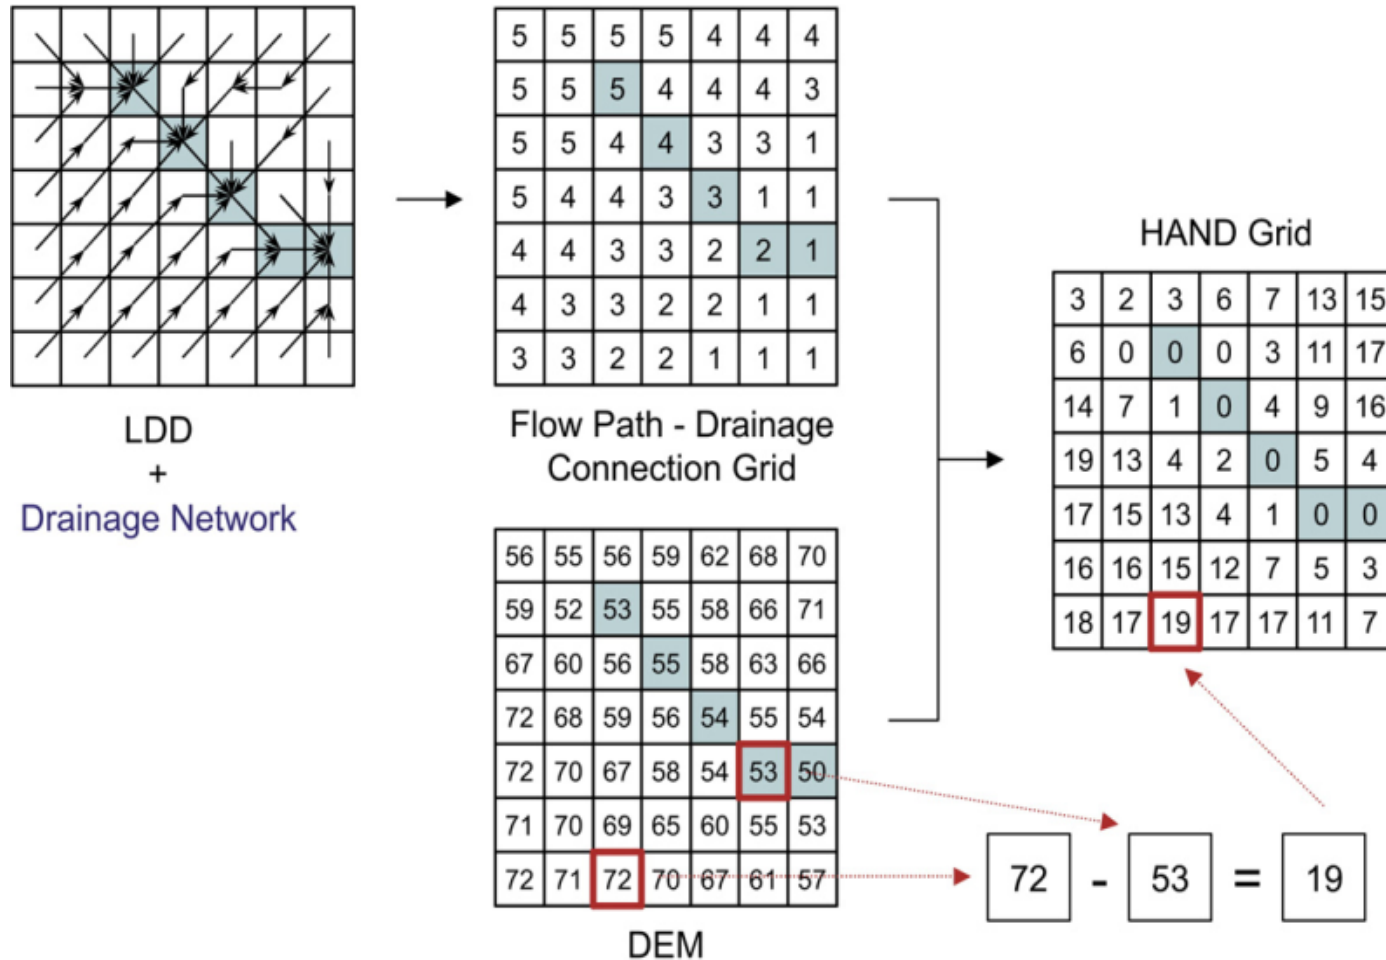 5 5 5 5 4 4 4
5 5 5 4 4 4 3
5 5 4 4 3 3 1
5 4 4 3 3 1 1
4 4 3 3 2 2 1
4 3 3 2 2 1 1
3 3 2 2 1 1 1
LDD
+
Drainage Network
Flow Path - Drainage
Connection Grid
56 55 56 59 62 68 70
59 52 53 55 58 66 71
67 60 56 55 58 63 66
72 68 59 56 54 55 54
72 70 67 58 54 53 50
71 70 69 65 60 55 53
72 71 72 70 67 61 57
DEM
HAND Grid
3 2 3 6 7 13 15
6 0 0 0 3 11 17
14 7 1 0 4 9 16
19 13 4 2 0 5 4
17 15 13 4 1 0 0
16 16 15 12 7 5 3
18 17 19 17 17 11 7
72 - 53 = 19